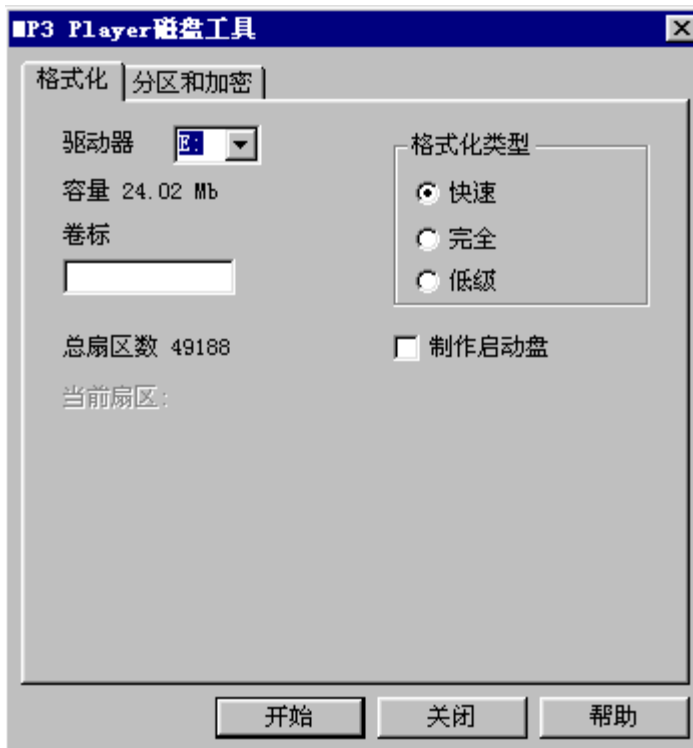 MP3 Player磁盘工具
格式化 分区和加密
驱动器 E:
容量 24.02 Mb
卷标
总扇区数 49188
当前扇区:
格式化类型
快速
完全
低级
制作启动盘
开始 关闭 帮助